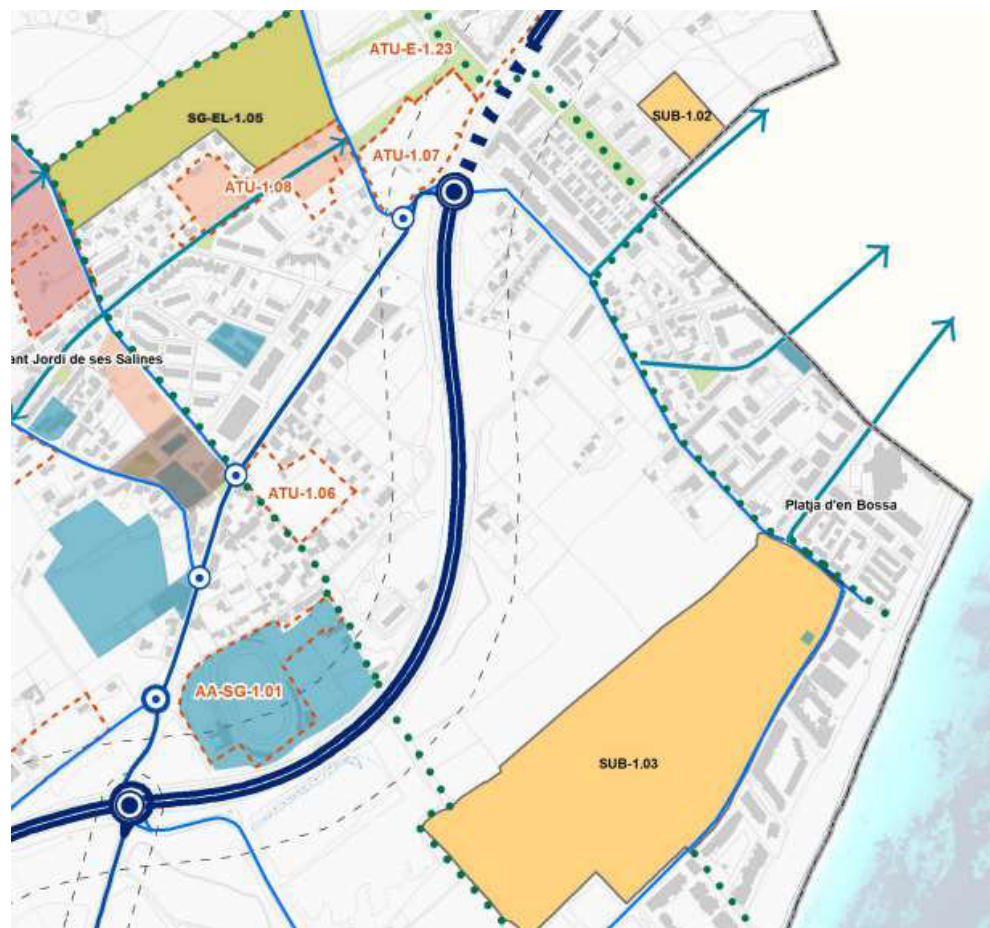 ATU-E-1.23
SG-EL-1.05
SUB-1.02
ATU-1.07
ATU-1.08
ant Jordi de ses Salines
ATU-1.06
Platja d'en Bossa
AA-SG-1.01
SUB-1.03